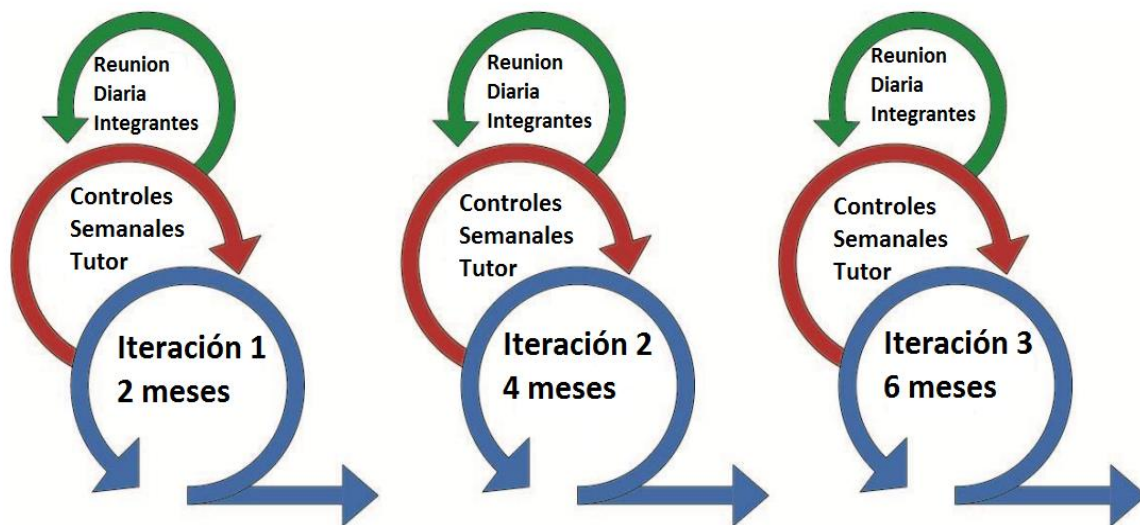 Reunion
Diaria
Integrantes
Controles
Semanales
Tutor
Iteración 1
2 meses
Reunion
Diaria
Integrantes
Controles
Semanales
Tutor
Iteración 2
4 meses
Reunion
Diaria
Integrantes
Controles
Semanales
Tutor
Iteración 3
6 meses